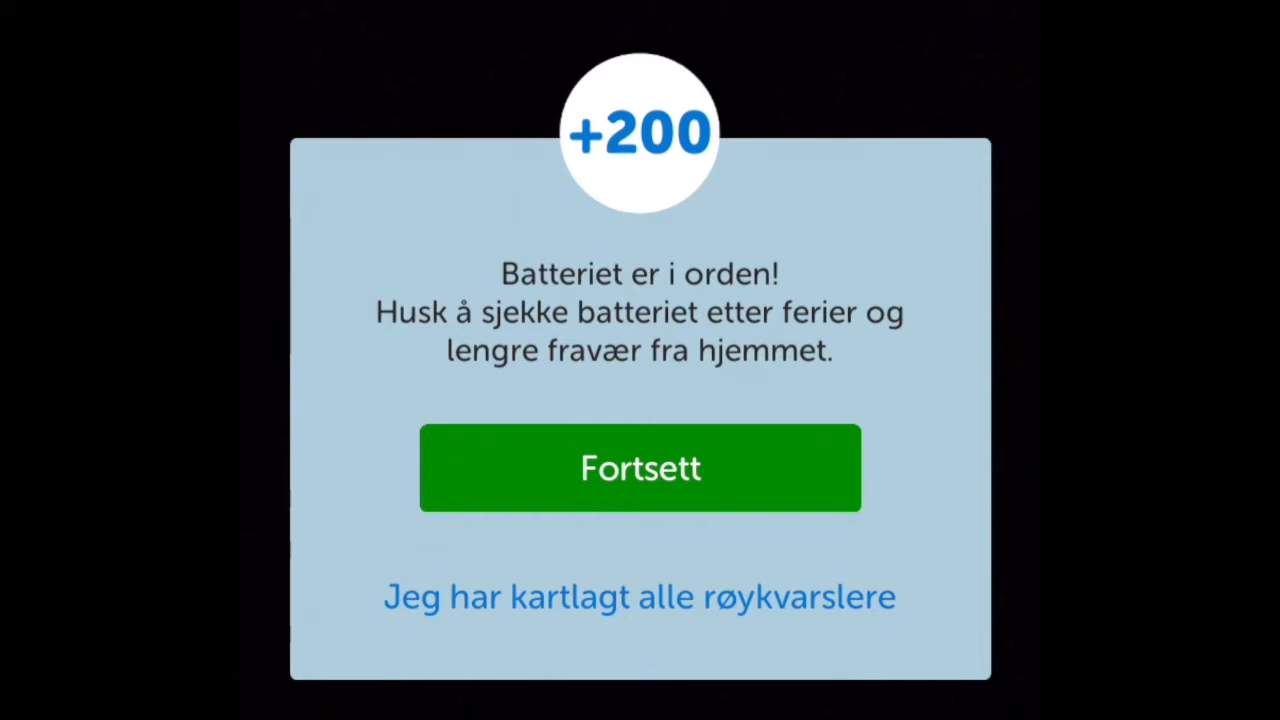 +200
Batteriet er i orden!
Husk å sjekke batteriet etter ferier og
lengre fravær fra hjemmet.
Fortsett
Jeg har kartlagt alle røykvarslere